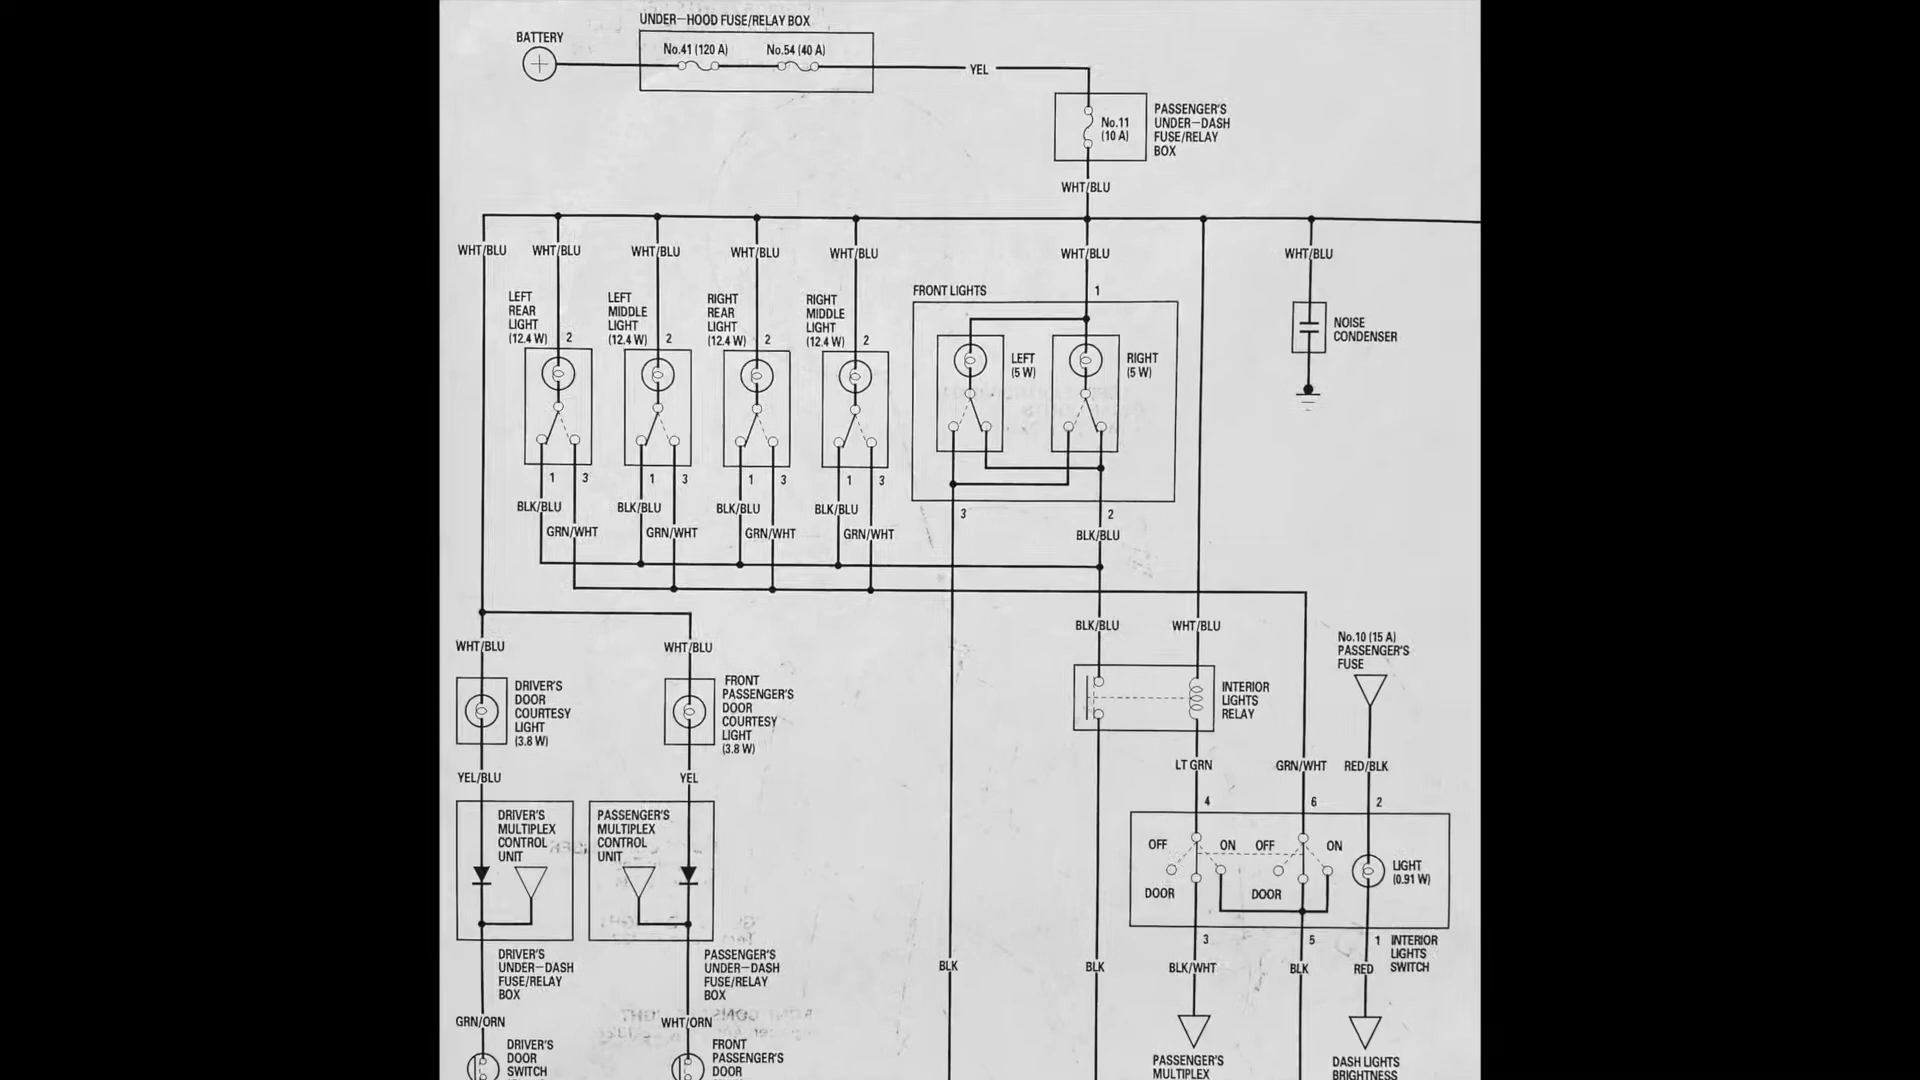 UNDER-HOOD FUSE/RELAY BOX
BATTERY
No.41 (120 A)
No.54 (40 A)
YEL
No.11
(10 A)
PASSENGER'S
UNDER-DASH
FUSE/RELAY
BOX
WHT/BLU
WHT/BLU
WHT/BLU
WHT/BLU
WHT/BLU
WHT/BLU
WHT/BLU
WHT/BLU
LEFT
REAR
LIGHT
(12.4 W)
2
LEFT
MIDDLE
LIGHT
(12.4 W)
2
RIGHT
REAR
LIGHT
(12.4 W)
2
RIGHT
MIDDLE
LIGHT
(12.4 W)
2
FRONT LIGHTS
1
LEFT
(5 W)
RIGHT
(5 W)
NOISE
CONDENSER
1
3
1
3
1
3
1
3
BLK/BLU
GRN/WHT
BLK/BLU
GRN/WHT
BLK/BLU
GRN/WHT
BLK/BLU
GRN/WHT
3
2
BLK/BLU
BLK/BLU
WHT/BLU
No.10 (15 A)
PASSENGER'S
FUSE
WHT/BLU
WHT/BLU
DRIVER'S
DOOR
COURTESY
LIGHT
(3.8 W)
FRONT
PASSENGER'S
DOOR
COURTESY
LIGHT
(3.8 W)
INTERIOR
LIGHTS
RELAY
YEL/BLU
YEL
LT GRN
GRN/WHT
RED/BLK
DRIVER'S
MULTIPLEX
CONTROL
UNIT
PASSENGER'S
MULTIPLEX
CONTROL
UNIT
4
6
2
OFF
ON
OFF
ON
DOOR
DOOR
LIGHT
(0.91 W)
3
5
1
INTERIOR
LIGHTS
SWITCH
DRIVER'S
UNDER-DASH
FUSE/RELAY
BOX
PASSENGER'S
UNDER-DASH
FUSE/RELAY
BOX
BLK
BLK
BLK/WHT
BLK
RED
GRN/ORN
WHT/ORN
DRIVER'S
DOOR
SWITCH
FRONT
PASSENGER'S
DOOR
PASSENGER'S
MULTIPLEX
DASH LIGHTS
BRIGHTNESS